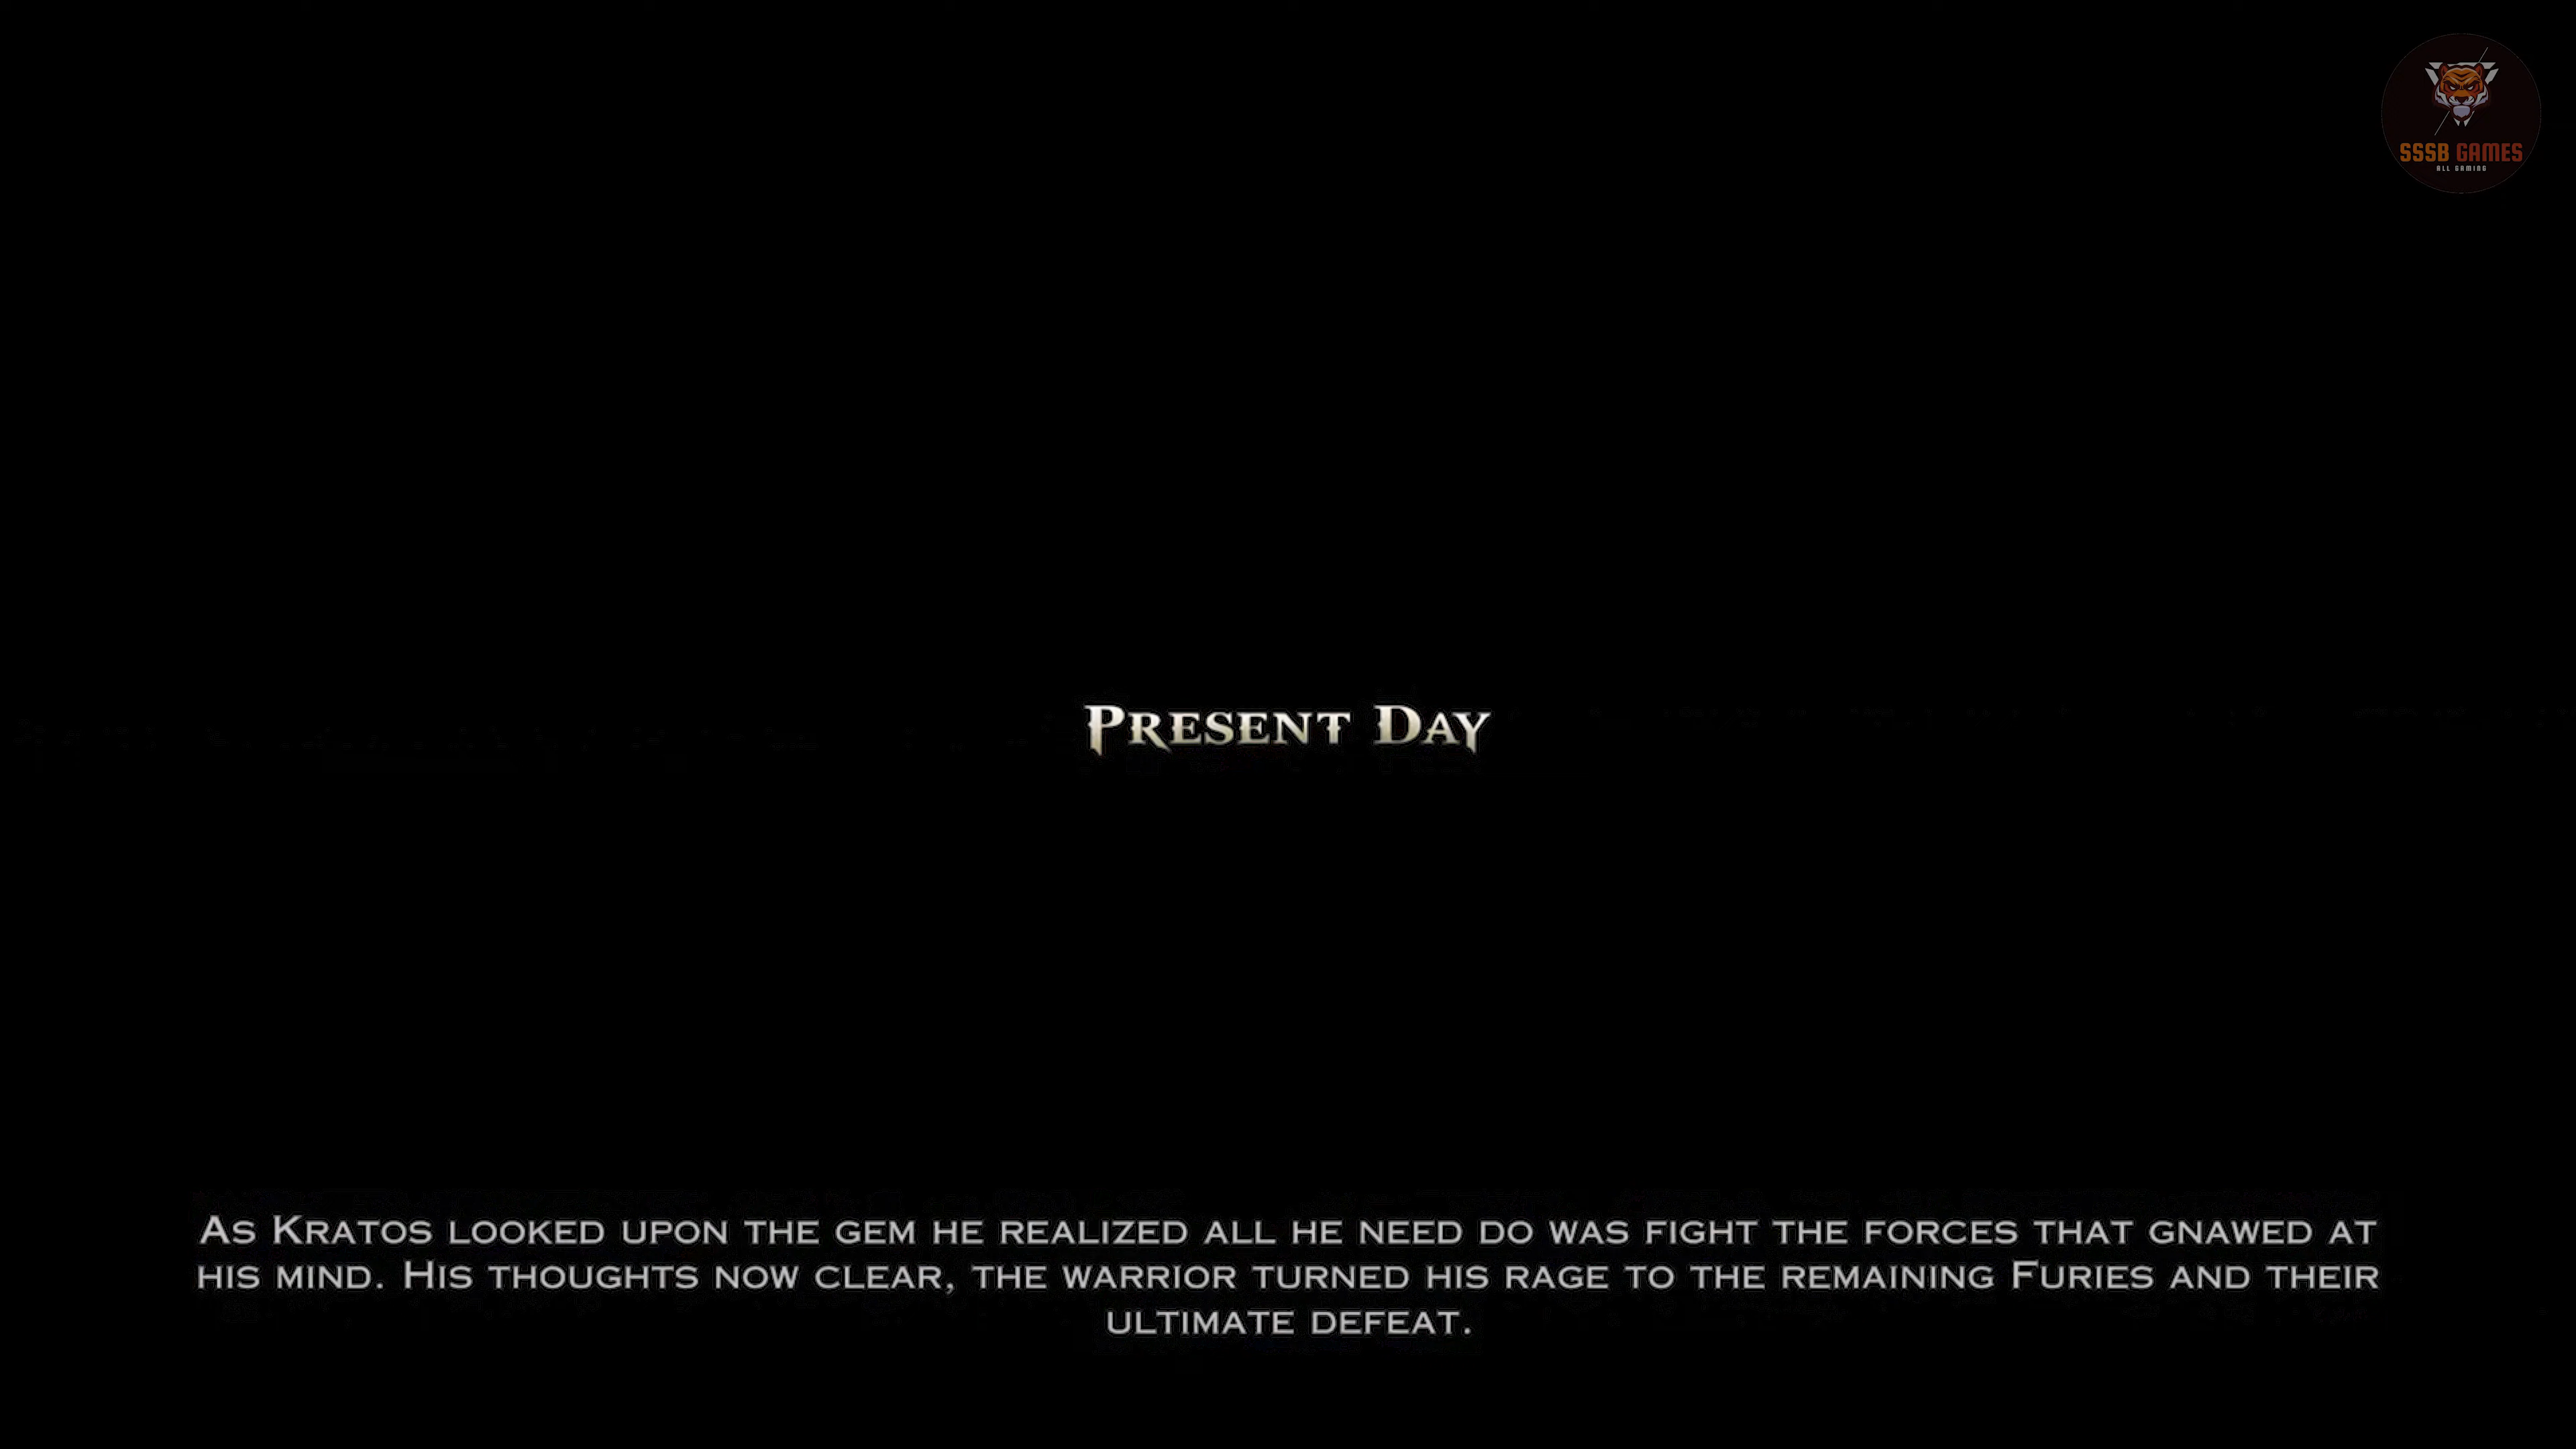 SSSB GAMES
ALL GAMING
PRESENT DAY
AS KRATOS LOOKED UPON THE GEM HE REALIZED ALL HE NEED DO WAS FIGHT THE FORCES THAT GNAWED AT
HIS MIND. HIS THOUGHTS NOW CLEAR, THE WARRIOR TURNED HIS RAGE TO THE REMAINING FURIES AND THEIR
ULTIMATE DEFEAT.